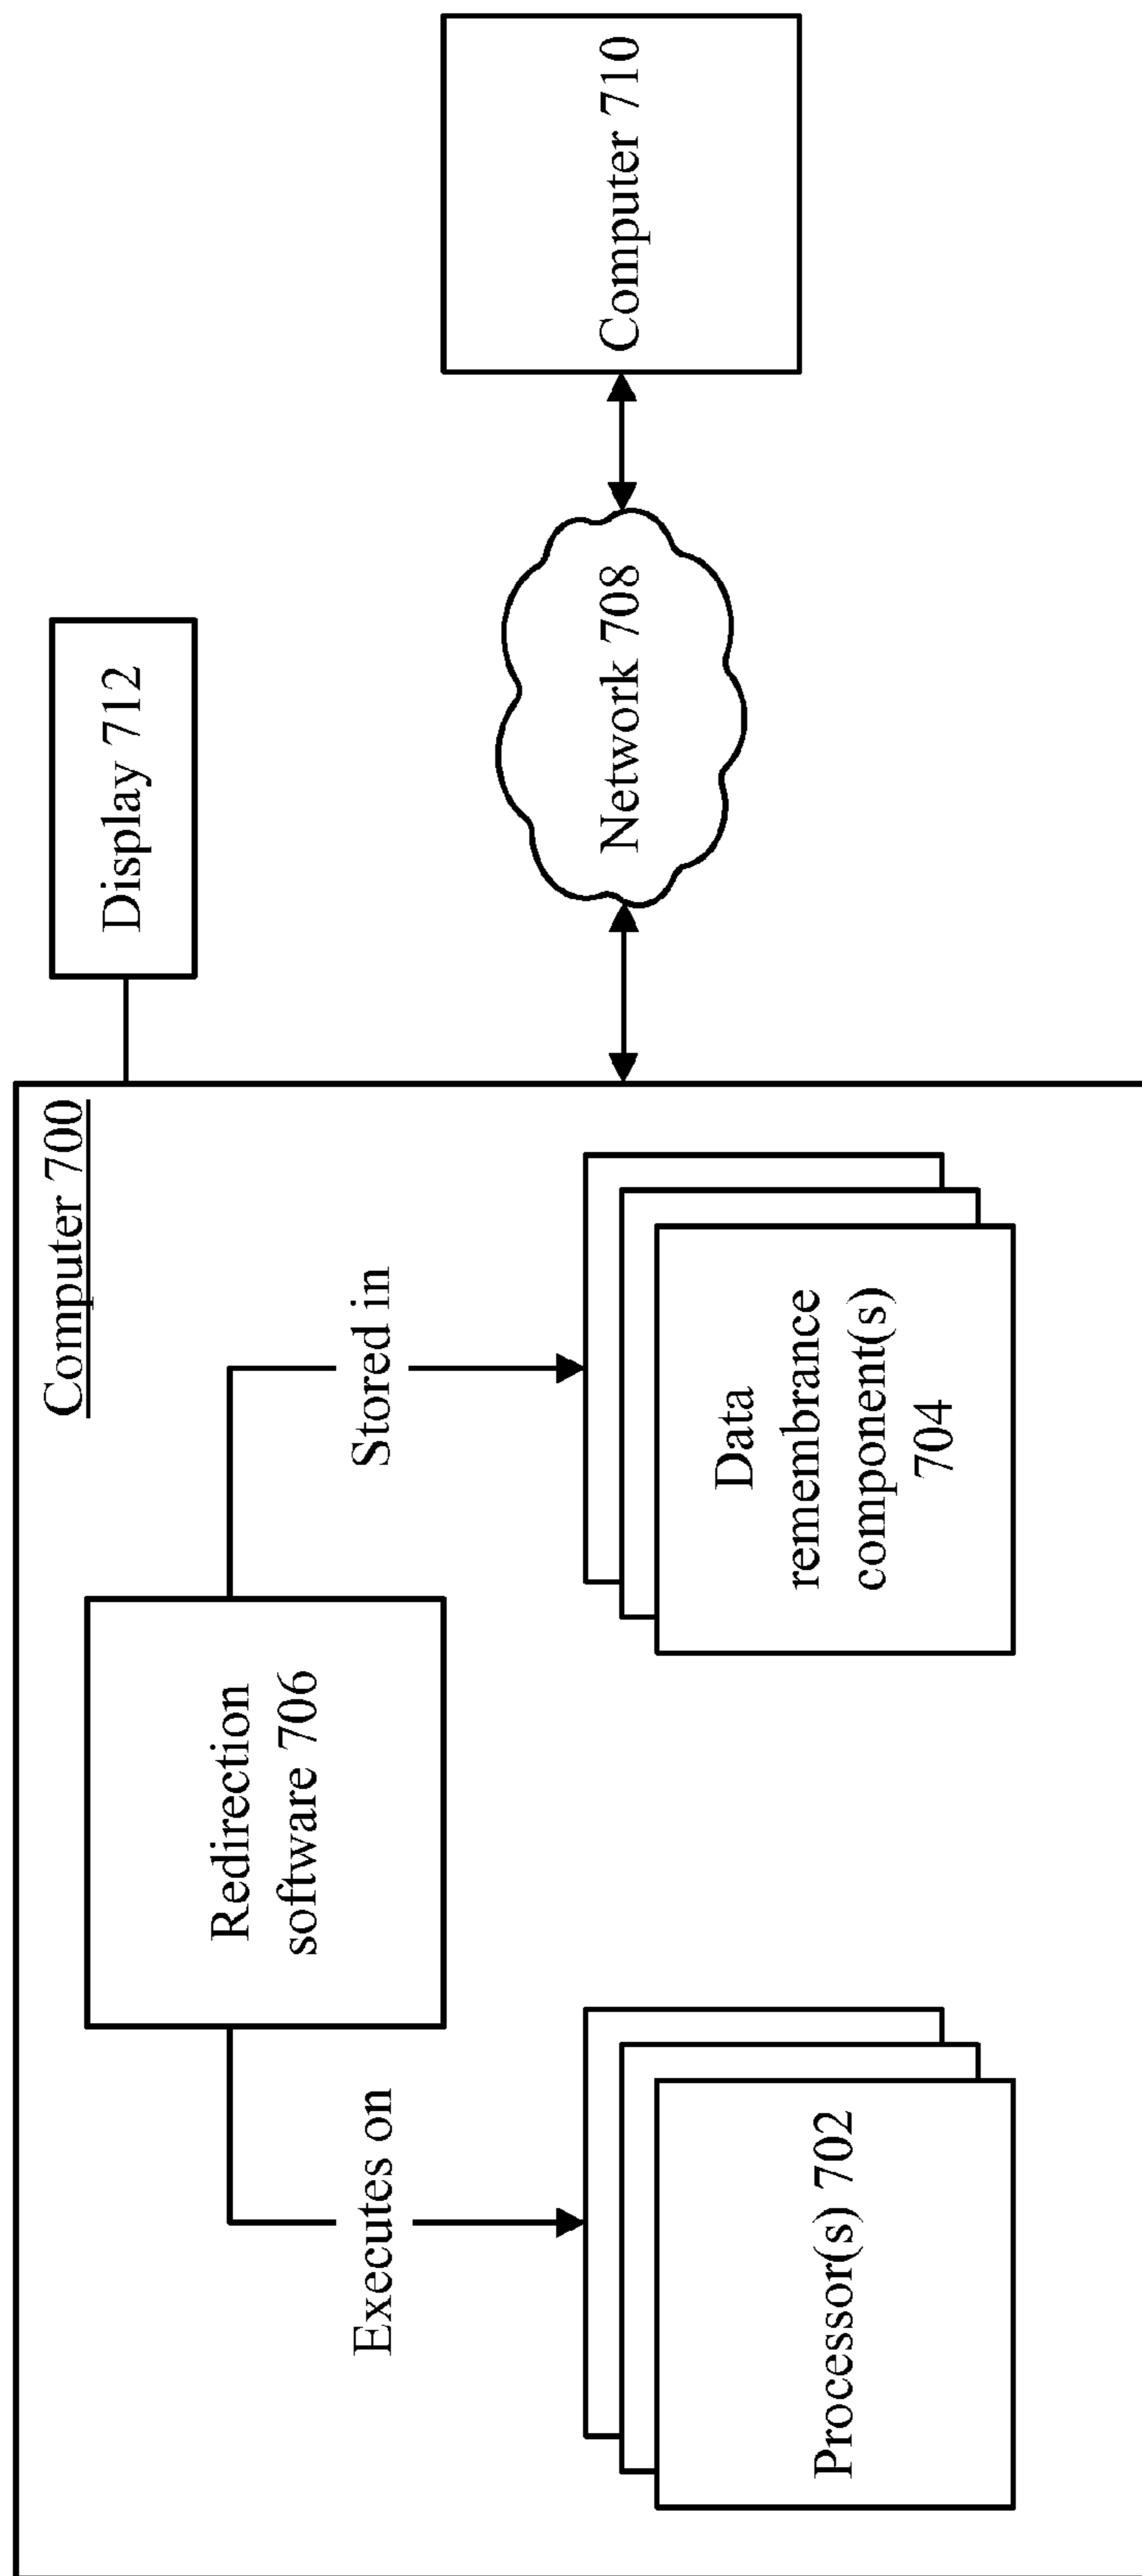 Computer 700
Redirection
software 706
Executes on
Stored in
Processor(s) 702
Data
remembrance
component(s)
704
Display 712
Network 708
Computer 710